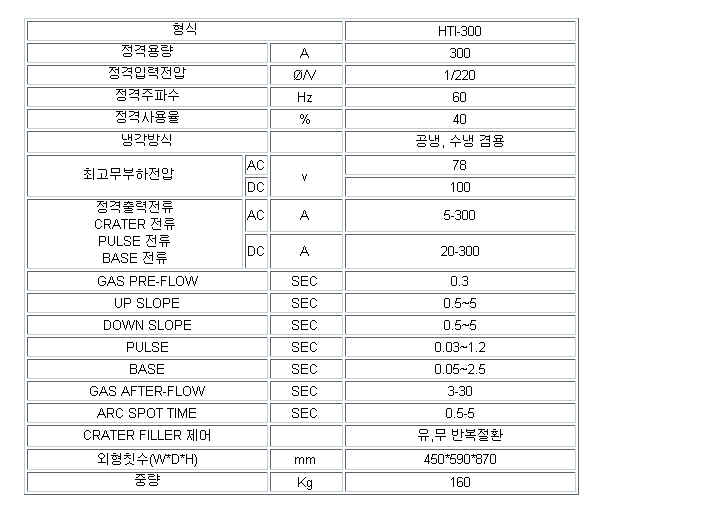 형식 HTI-300
정격용량 A 300
정격입력전압 Ø/V 1/220
정격주파수 Hz 60
정격사용율 % 40
냉각방식 공냉, 수냉 겸용
최고무부하전압 AC v 78
DC 100
정격출력전류
CRATER 전류
PULSE 전류
BASE 전류
AC A 5-300
DC A 20-300
GAS PRE-FLOW SEC 0.3
UP SLOPE SEC 0.5~5
DOWN SLOPE SEC 0.5~5
PULSE SEC 0.03~1.2
BASE SEC 0.05~2.5
GAS AFTER-FLOW SEC 3-30
ARC SPOT TIME SEC 0.5-5
CRATER FILLER 제어 유,무 반복절환
외형칫수(W*D*H) mm 450*590*870
중량 Kg 160